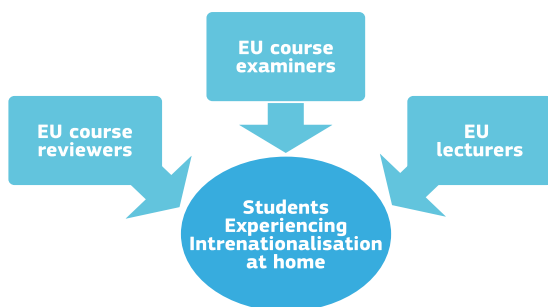 EU course
examiners
EU course
reviewers
EU
lecturers
Students
Experiencing
Intrenationalisation
at home